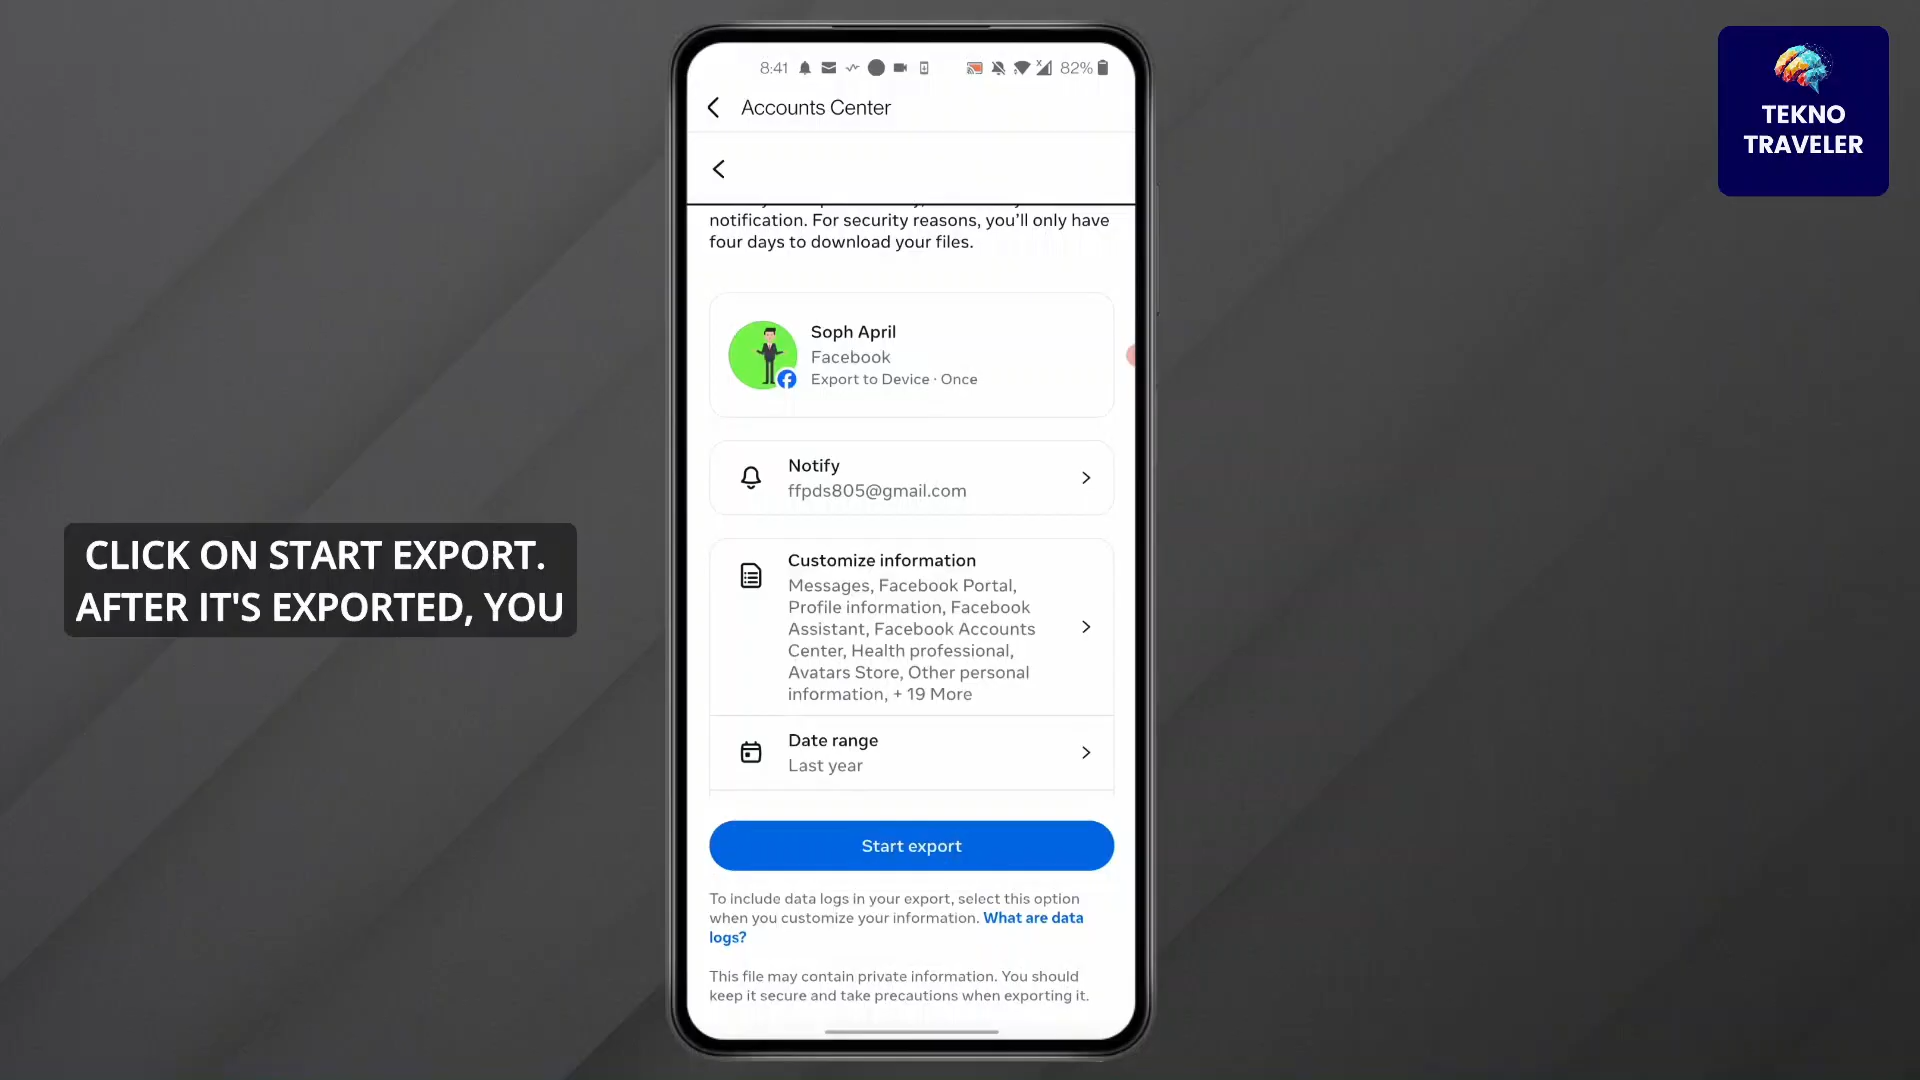 8:41
82%
TEKNO
TRAVELER
Accounts Center
notification. For security reasons, you’ll only have
four days to download your files.
Soph April
Facebook
Export to Device · Once
Notify
ffpds805@gmail.com
CLICK ON START EXPORT.
AFTER IT'S EXPORTED, YOU
Customize information
Messages, Facebook Portal,
Profile information, Facebook
Assistant, Facebook Accounts
Center, Health professional,
Avatars Store, Other personal
information, + 19 More
Date range
Last year
Start export
To include data logs in your export, select this option
when you customize your information. What are data
logs?
This file may contain private information. You should
keep it secure and take precautions when exporting it.